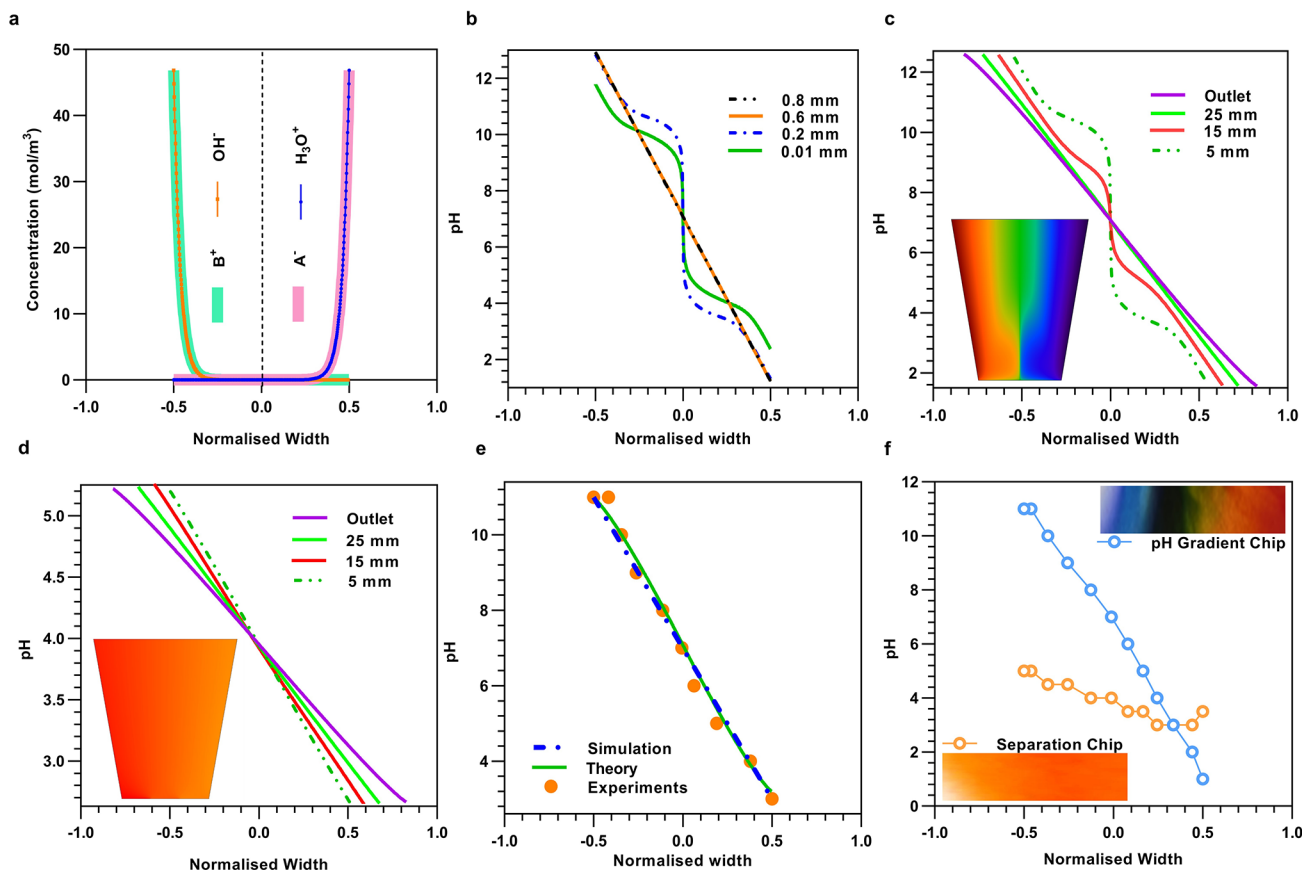 a
50
40
30
20
10
0
-1.0
-0.5
0.0
0.5
1.0
Concentration (mol/m³)
Normalised Width
OH⁻
H₃O⁺
B⁺
A⁻
b
12
10
8
6
4
2
-1.0
-0.5
0.0
0.5
1.0
pH
Normalised width
0.8 mm
0.6 mm
0.2 mm
0.01 mm
c
12
10
8
6
4
2
-1.0
-0.5
0.0
0.5
1.0
pH
Normalised Width
Outlet
25 mm
15 mm
5 mm
d
5.0
4.5
4.0
3.5
3.0
-1.0
-0.5
0.0
0.5
1.0
pH
Normalised Width
Outlet
25 mm
15 mm
5 mm
e
10
8
6
4
-1.0
-0.5
0.0
0.5
1.0
pH
Normalised width
Simulation
Theory
Experiments
f
12
10
8
6
4
2
0
-1.0
-0.5
0.0
0.5
1.0
pH
Normalised Width
pH Gradient Chip
Separation Chip